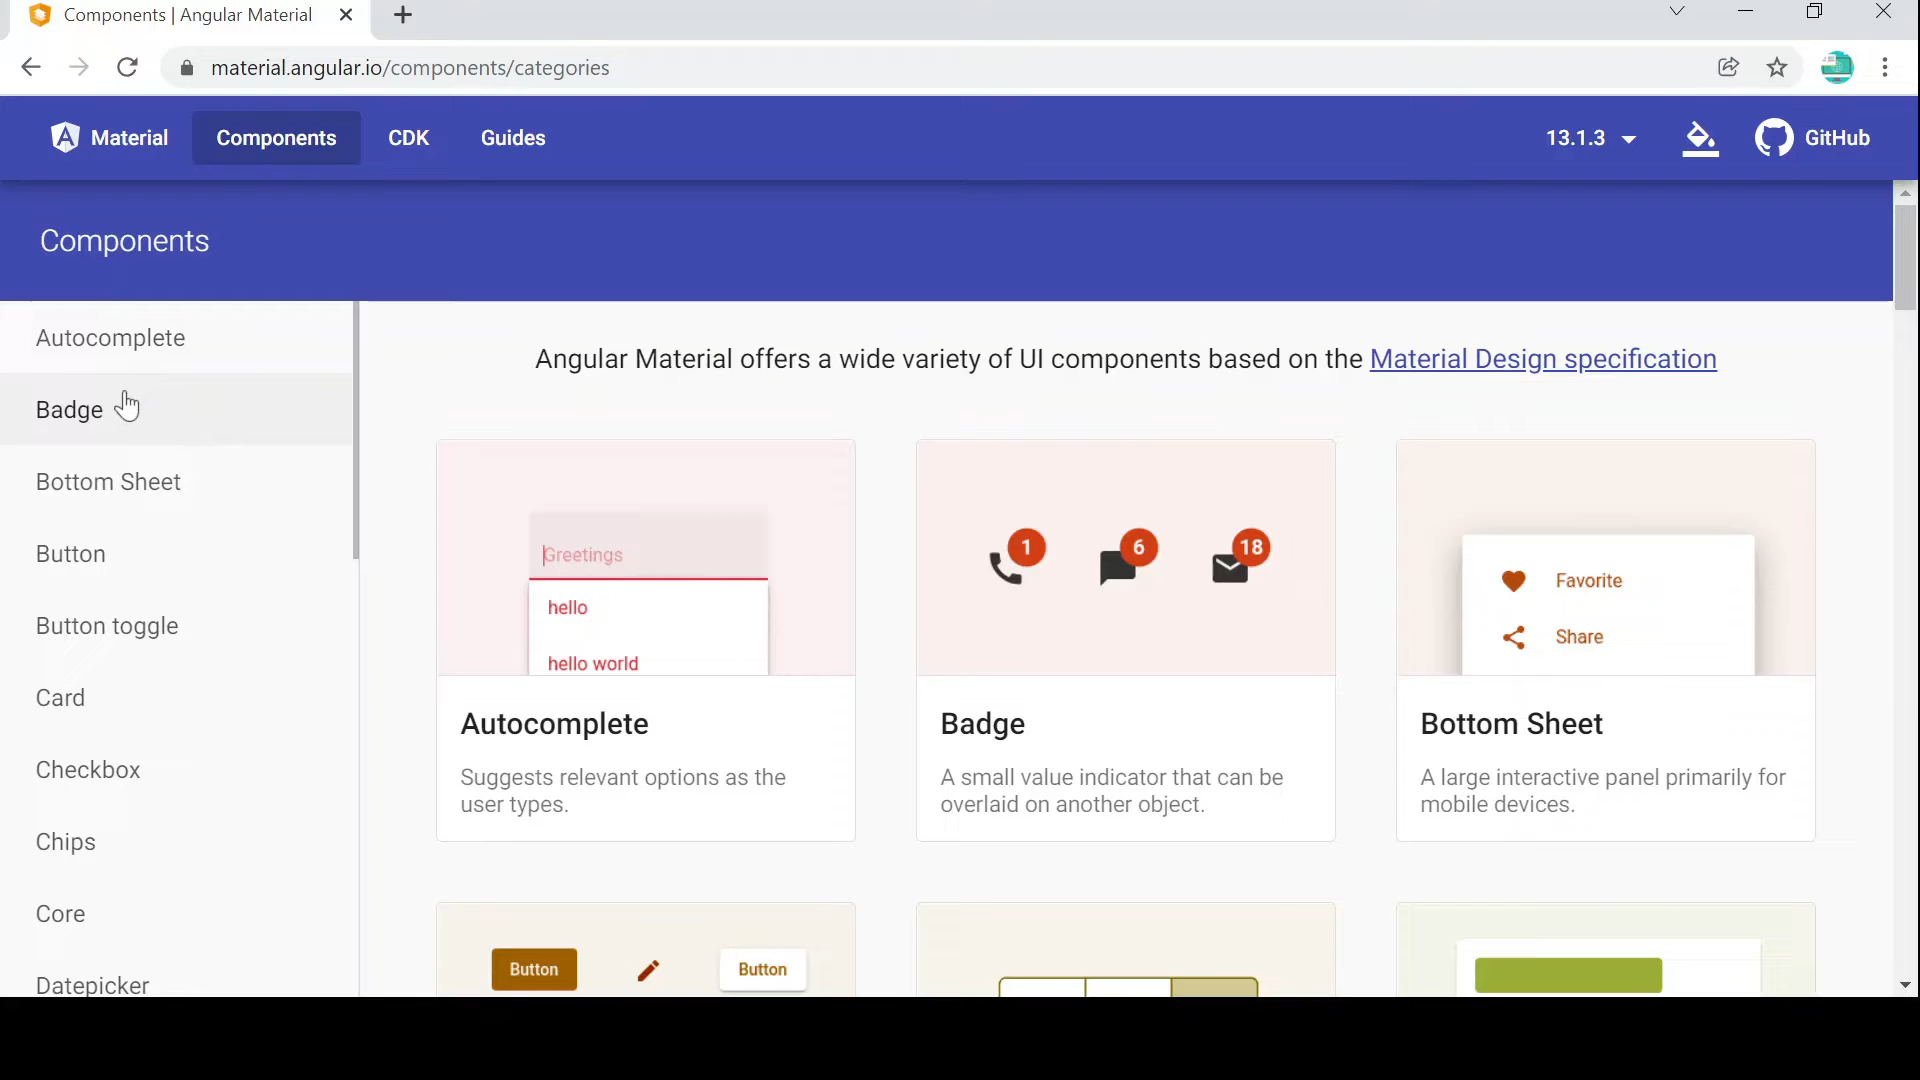 Components | Angular Material
material.angular.io/components/categories
Material
Components
CDK
Guides
13.1.3
GitHub
Components
Autocomplete
Badge
Bottom Sheet
Button
Button toggle
Card
Checkbox
Chips
Core
Datepicker
Angular Material offers a wide variety of UI components based on the Material Design specification
Greetings
hello
hello world
Autocomplete
Suggests relevant options as the
user types.
1
6
18
Badge
A small value indicator that can be
overlaid on another object.
Favorite
Share
Bottom Sheet
A large interactive panel primarily for
mobile devices.
Button
Button